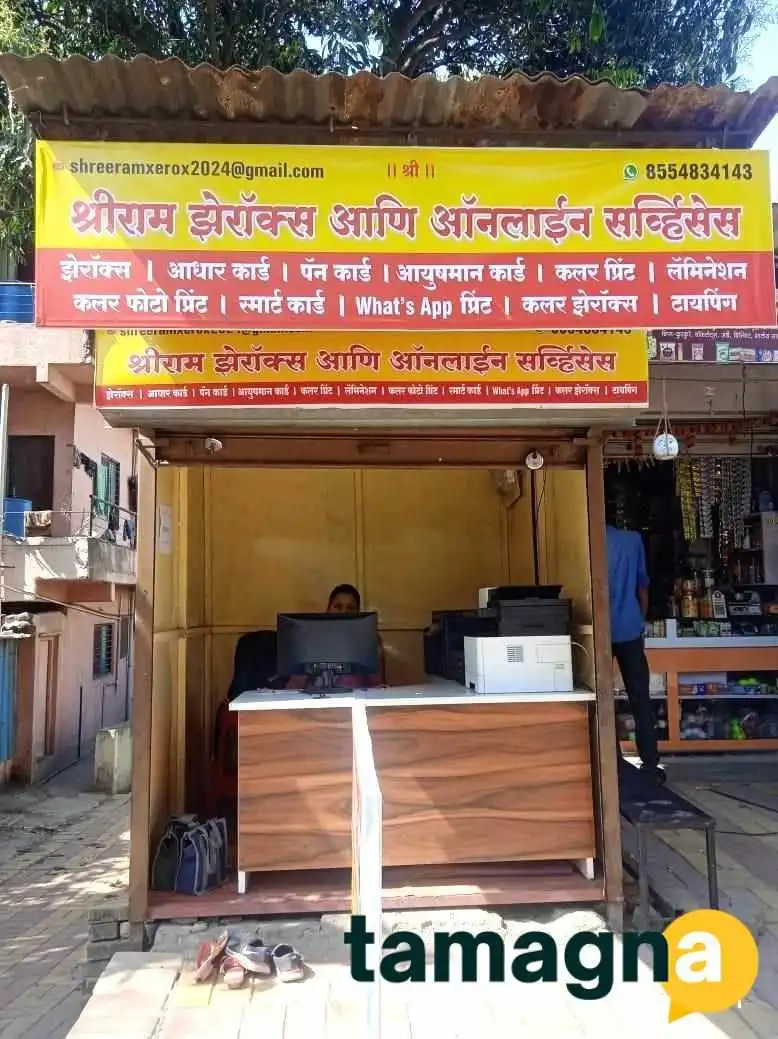 shreeramxerox2024@gmail.com || श्री || 8554834143
श्रीराम झेरॉक्स आणि ऑनलाईन सर्व्हिसेस
झेरॉक्स | आधार कार्ड | पॅन कार्ड | आयुषमान कार्ड | कलर प्रिंट | लॅमिनेशन
कलर फोटो प्रिंट | स्मार्ट कार्ड | What's App प्रिंट | कलर झेरॉक्स | टायपिंग
श्रीराम झेरॉक्स आणि ऑनलाईन सर्व्हिसेस
झेरॉक्स | आधार कार्ड | पॅन कार्ड | आयुषमान कार्ड | कलर प्रिंट | लॅमिनेशन | कलर फोटो प्रिंट | स्मार्ट कार्ड | What's App प्रिंट | कलर झेरॉक्स | टायपिंग
tamagna